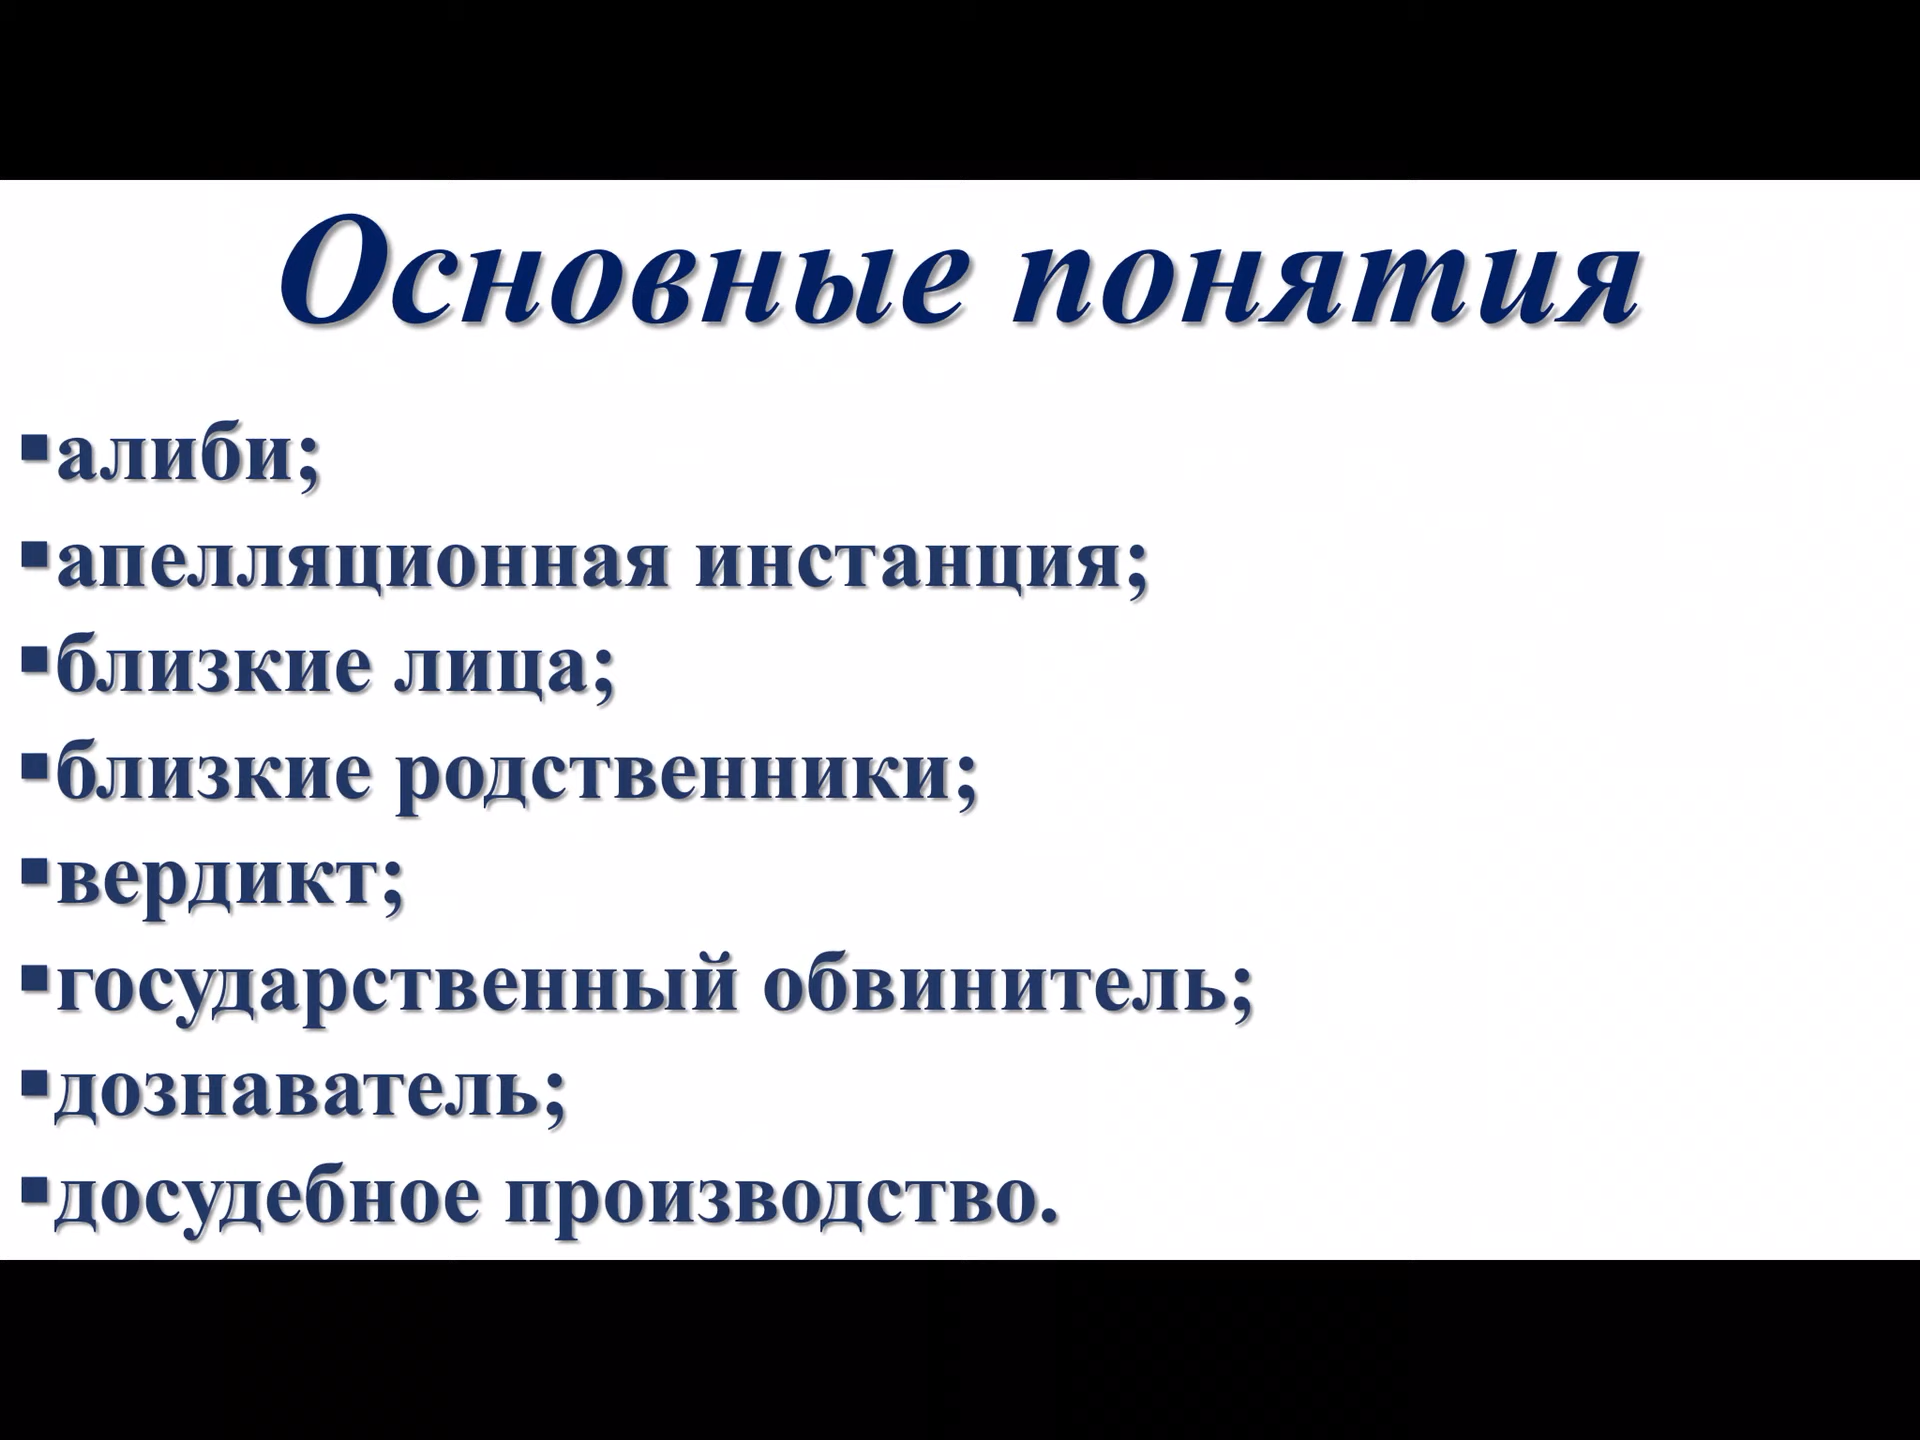 Основные понятия
▪алиби;
▪апелляционная инстанция;
▪близкие лица;
▪близкие родственники;
▪вердикт;
▪государственный обвинитель;
▪дознаватель;
▪досудебное производство.